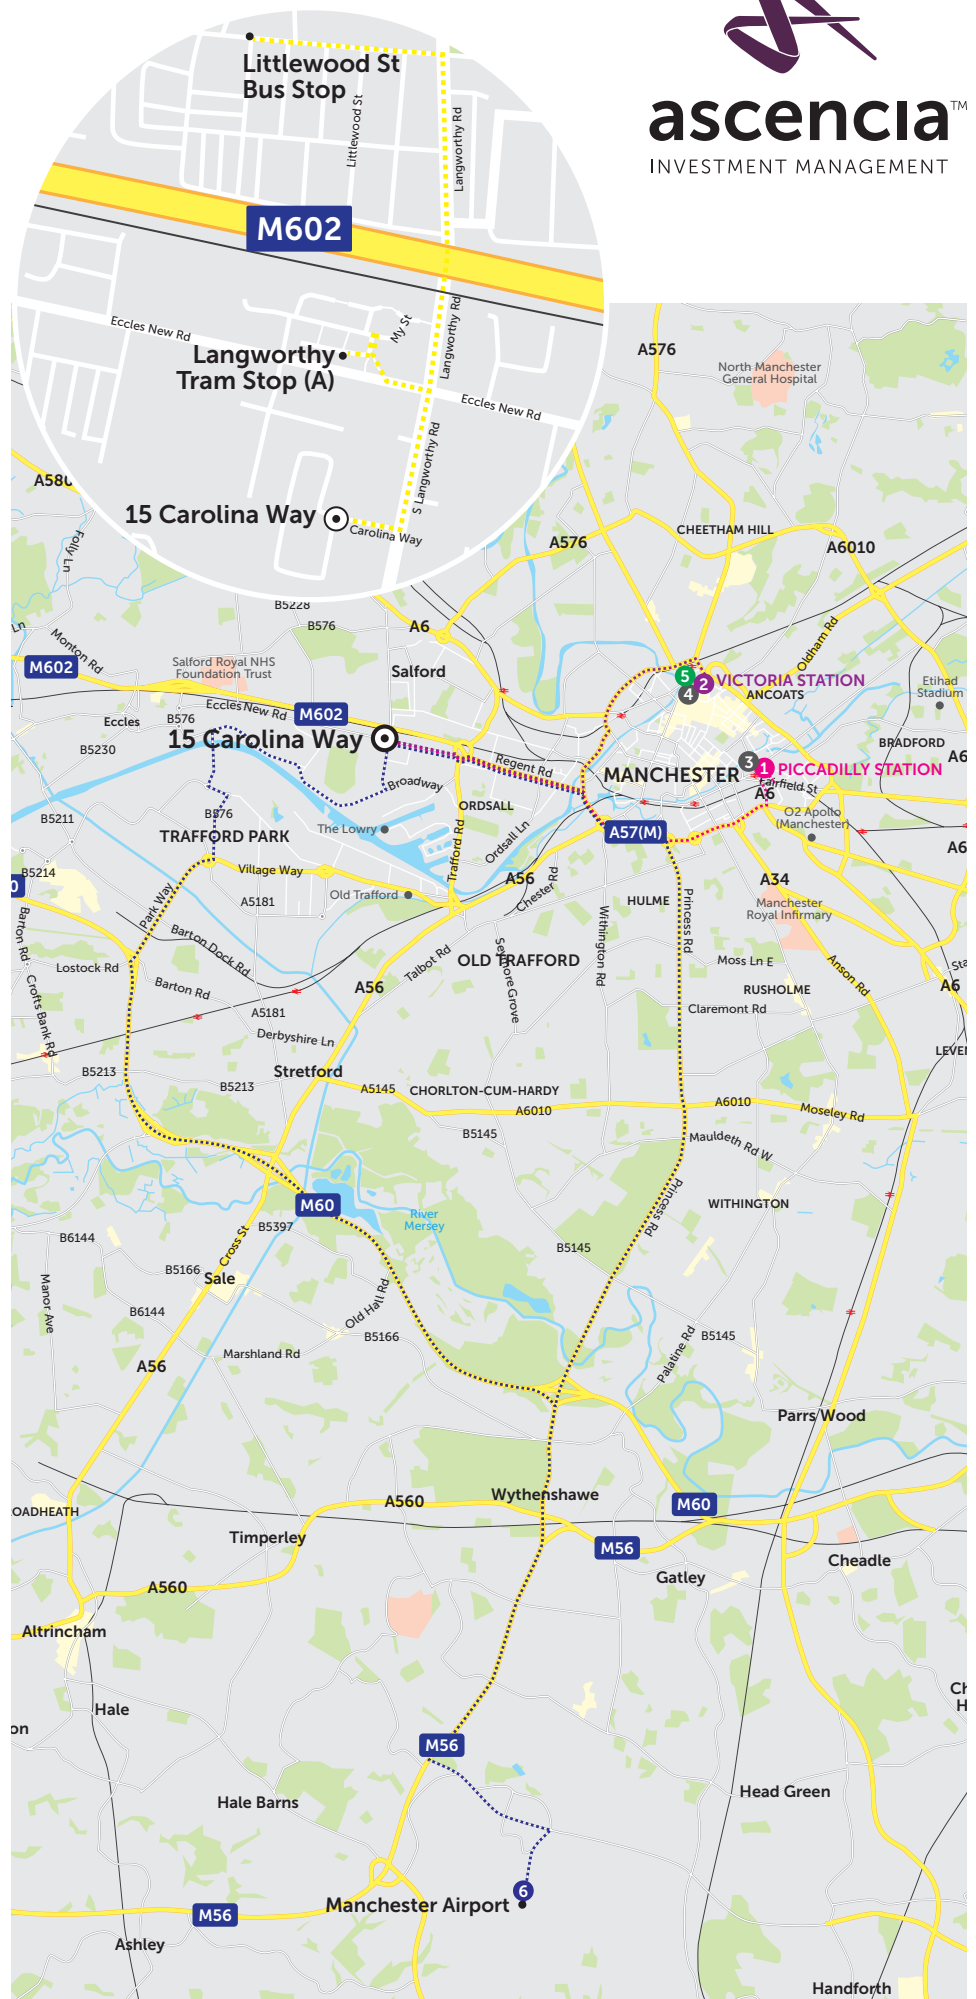 ascencia™
INVESTMENT MANAGEMENT
Littlewood St
Bus Stop
Littlewood St
Langworthy Rd
M602
Eccles New Rd
My St
Langworthy Rd
Langworthy
Tram Stop (A)
Eccles New Rd
S Langworthy Rd
15 Carolina Way
Carolina Way
A576
North Manchester
General Hospital
A580
CHEETHAM HILL
A576
A6010
Folly Ln
Ln
B5228
B576
A6
Oldham Rd
Monton Rd
M602
Salford Royal NHS
Foundation Trust
Salford
5
2
VICTORIA STATION
4
ANCOATS
Etihad
Stadium
Eccles New Rd
M602
Eccles
B576
15 Carolina Way
B5230
BRADFORD
A6
Regent Rd
3
1
PICCADILLY STATION
MANCHESTER
Fairfield St
A6
Broadway
ORDSALL
B576
B5211
The Lowry
O2 Apollo
(Manchester)
TRAFFORD PARK
A57(M)
Ordsall Ln
Trafford Rd
A6
B5214
Village Way
A56
A34
0
Old Trafford
Chester Rd
HULME
Princess Rd
A5181
Manchester
Royal Infirmary
Park Way
Barton Rd
Withington Rd
Barton Dock Rd
Talbot Rd
Seymore Grove
OLD TRAFFORD
Moss Ln E
Anson Rd
Sta
Lostock Rd
Crofts Bank Rd
Barton Rd
A56
RUSHOLME
A6
A5181
Claremont Rd
Derbyshire Ln
LEVEN
B5213
Stretford
B5213
A5145
CHORLTON-CUM-HARDY
A6010
A6010
Moseley Rd
B5145
Mauldeth Rd W
M60
Princess Rd
WITHINGTON
River
Mersey
B5397
B6144
Cross St
B5145
B5166
Sale
Manor Ave
B6144
Old Hall Rd
B5166
Palatine Rd
B5145
Marshland Rd
A56
Parrs Wood
Wythenshawe
A560
M60
OADHEATH
Timperley
M56
Cheadle
Gatley
A560
Altrincham
Ch
H
Hale
on
M56
Head Green
Hale Barns
6
Manchester Airport
M56
Ashley
Handforth